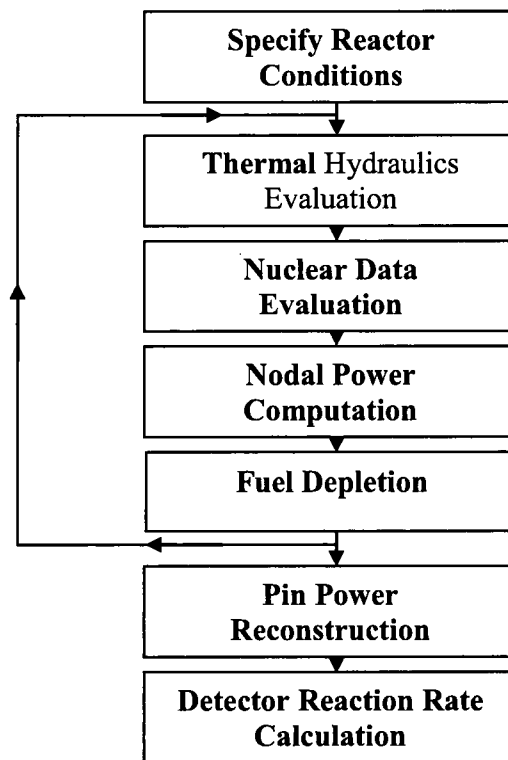 Specify Reactor
Conditions
Thermal Hydraulics
Evaluation
Nuclear Data
Evaluation
Nodal Power
Computation
Fuel Depletion
Pin Power
Reconstruction
Detector Reaction Rate
Calculation